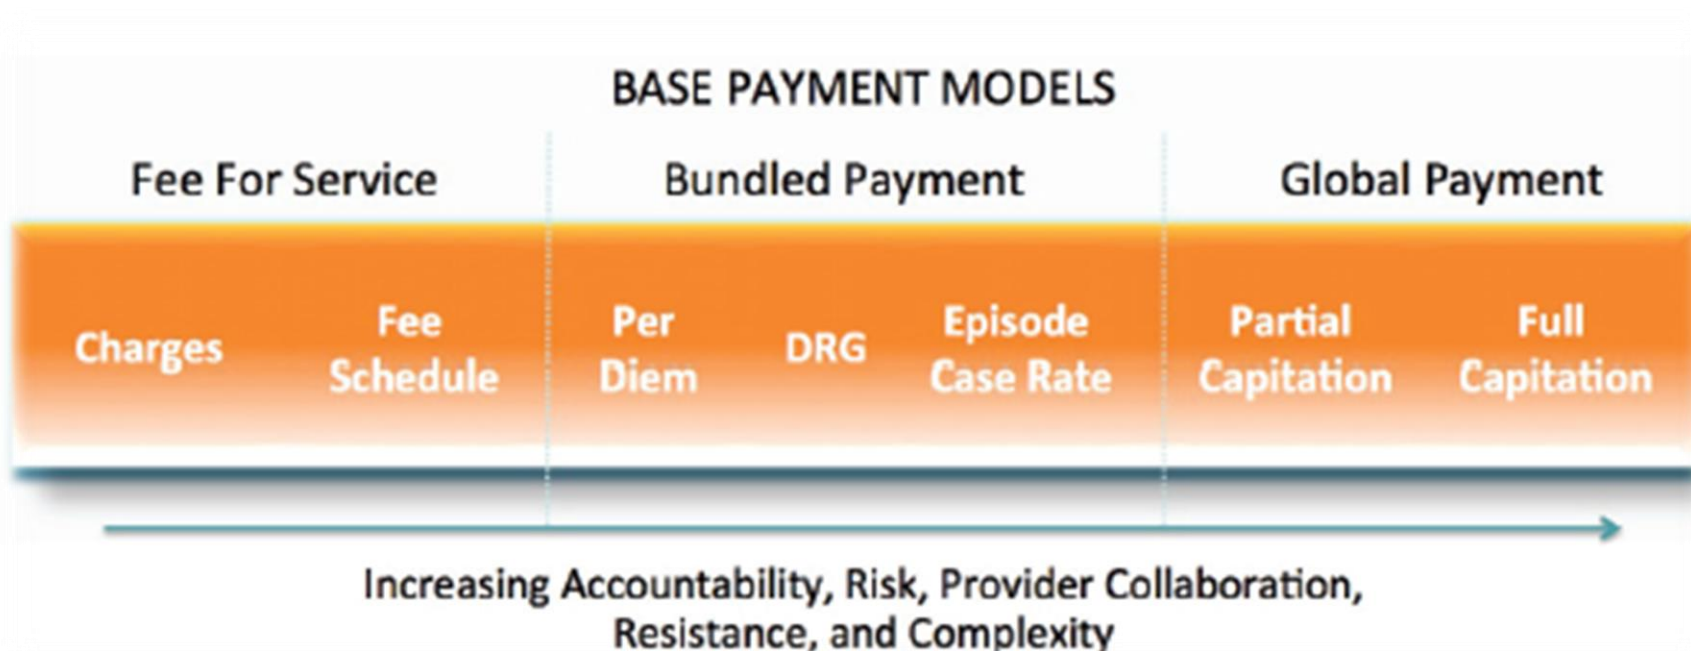 BASE PAYMENT MODELS
Fee For Service
Bundled Payment
Global Payment
Charges
Fee
Schedule
Per
Diem
DRG
Episode
Case Rate
Partial
Capitation
Full
Capitation
Increasing Accountability, Risk, Provider Collaboration,
Resistance, and Complexity